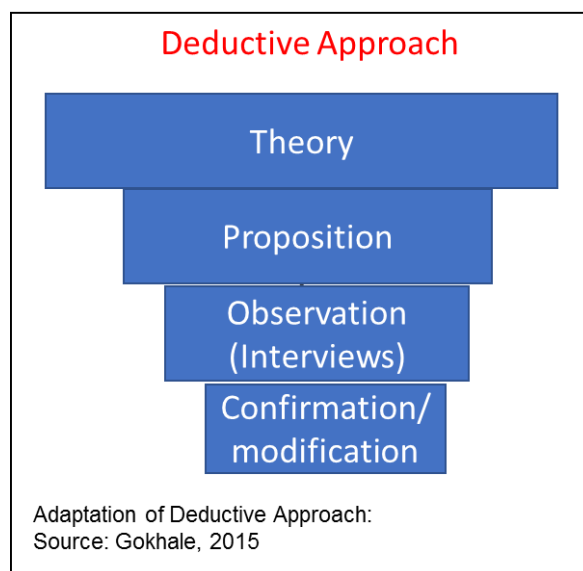 Deductive Approach
Theory
Proposition
Observation
(Interviews)
Confirmation/
modification
Adaptation of Deductive Approach:
Source: Gokhale, 2015